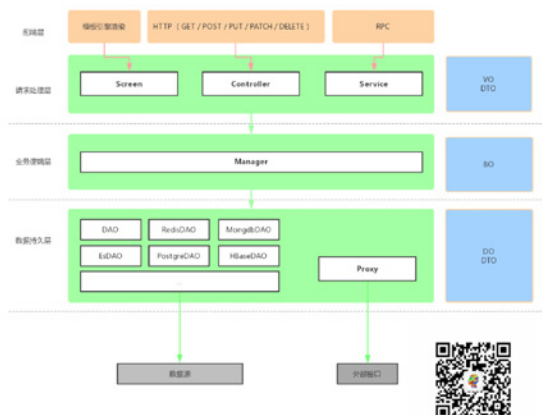 前端层
模板引擎渲染
HTTP ( GET / POST / PUT / PATCH / DELETE )
RPC
请求处理层
Screen
Controller
Service
VO
DTO
业务逻辑层
Manager
BO
数据持久层
DAO
RedisDAO
MongdbDAO
EsDAO
PostgreDAO
HBaseDAO
...
Proxy
DO
DTO
数据源
外部接口